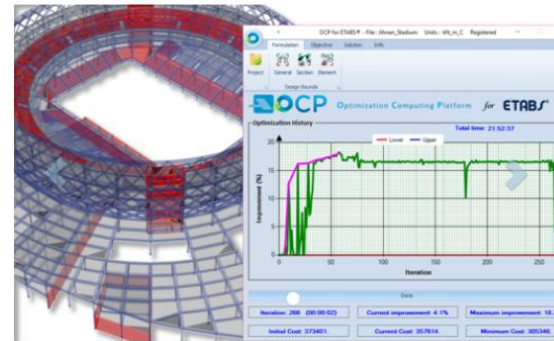 OCP for ETABS® - File : Jihnan_Stadium Units : kN_m_C Registered
Formulation Objective Solution Info
Project General Section Element
Design Bounds
OCP Optimization Computing Platform for ETABS®
Optimization History
Total time: 21:52:37
Lower Upper
20
15
10
5
0
Improvement (%)
0 50 100 150 200 250
Iteration
Done
Iteration 266 (00:00:02) Current improvement: 4.1% Maximum improvement: 18.
Initial Cost: 373401. Current Cost: 357914. Minimum Cost: 305346.